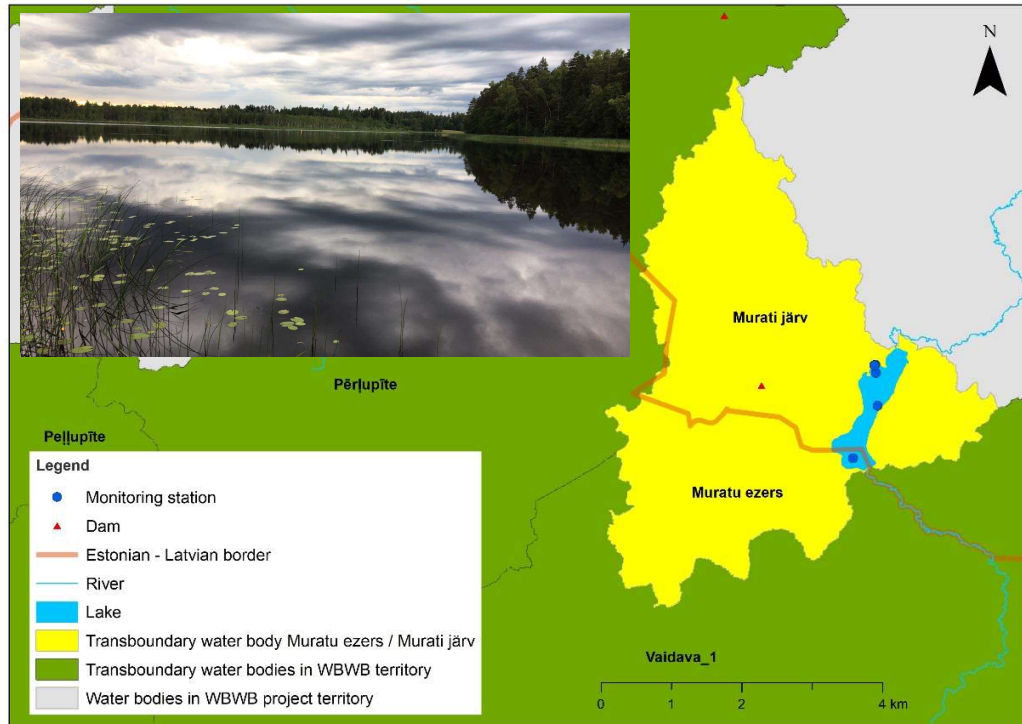 N
Murati järv
Pērļupīte
Peļļupīte
Legend
Monitoring station
Dam
Estonian - Latvian border
River
Lake
Transboundary water body Muratu ezers / Murati järv
Transboundary water bodies in WBWB territory
Water bodies in WBWB project territory
Muratu ezers
Vaidava_1
0 2 4 km